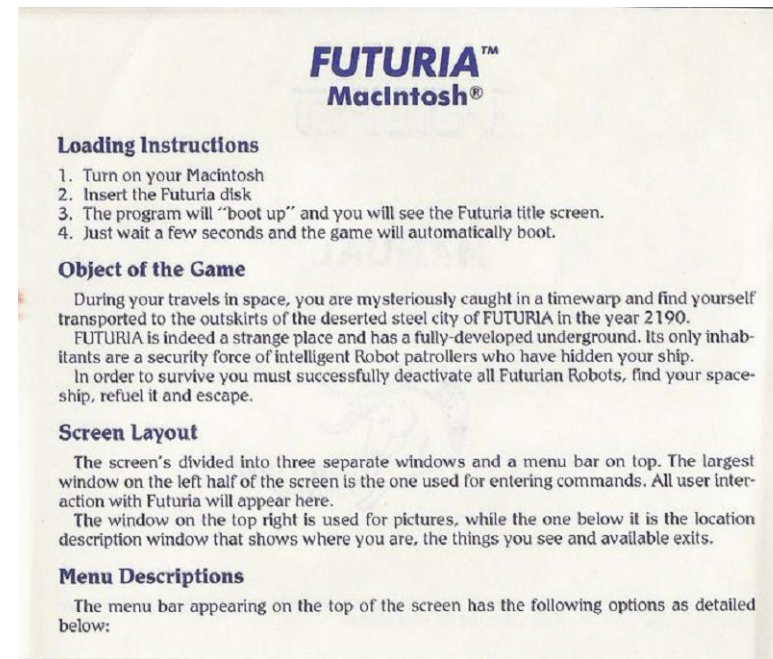 FUTURIA™
MacIntosh®
Loading Instructions
1. Turn on your Macintosh
2. Insert the Futuria disk
3. The program will "boot up" and you will see the Futuria title screen.
4. Just wait a few seconds and the game will automatically boot.
Object of the Game
During your travels in space, you are mysteriously caught in a timewarp and find yourself
transported to the outskirts of the deserted steel city of FUTURIA in the year 2190.
FUTURIA is indeed a strange place and has a fully-developed underground. Its only inhab-
itants are a security force of intelligent Robot patrollers who have hidden your ship.
In order to survive you must successfully deactivate all Futurian Robots, find your space-
ship, refuel it and escape.
Screen Layout
The screen's divided into three separate windows and a menu bar on top. The largest
window on the left half of the screen is the one used for entering commands. All user inter-
action with Futuria will appear here.
The window on the top right is used for pictures, while the one below it is the location
description window that shows where you are, the things you see and available exits.
Menu Descriptions
The menu bar appearing on the top of the screen has the following options as detailed
below: